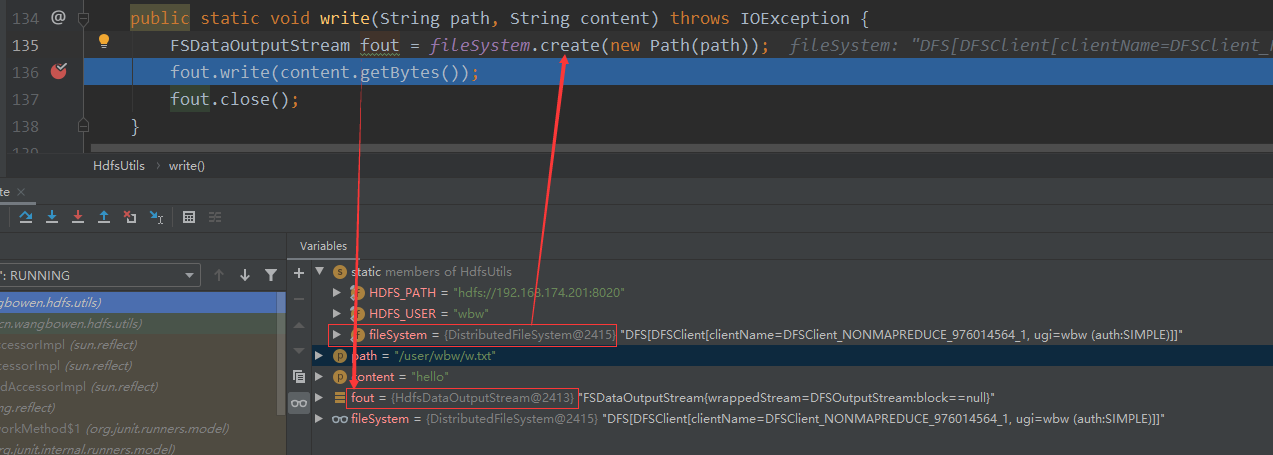 134 @ public static void write(String path, String content) throws IOException {
135 FSDataOutputStream fout = fileSystem.create(new Path(path)); fileSystem: "DFS[DFSClient[clientName=DFSClient_
136 fout.write(content.getBytes());
137 fout.close();
138 }
HdfsUtils › write()
te ×
Variables
": RUNNING
static members of HdfsUtils
HDFS_PATH = "hdfs://192.168.174.201:8020"
HDFS_USER = "wbw"
fileSystem = {DistributedFileSystem@2415} "DFS[DFSClient[clientName=DFSClient_NONMAPREDUCE_976014564_1, ugi=wbw (auth:SIMPLE)]]"
path = "/user/wbw/w.txt"
content = "hello"
fout = {HdfsDataOutputStream@2413} "FSDataOutputStream{wrappedStream=DFSOutputStream:block==null}"
fileSystem = {DistributedFileSystem@2415} "DFS[DFSClient[clientName=DFSClient_NONMAPREDUCE_976014564_1, ugi=wbw (auth:SIMPLE)]]"
gbowen.hdfs.utils)
cn.wangbowen.hdfs.utils)
ccessorImpl (sun.reflect)
cessorImpl (sun.reflect)
dAccessorImpl (sun.reflect)
ng.reflect)
workMethod$1 (org.junit.runners.model)
rg.junit.internal.runners.model)